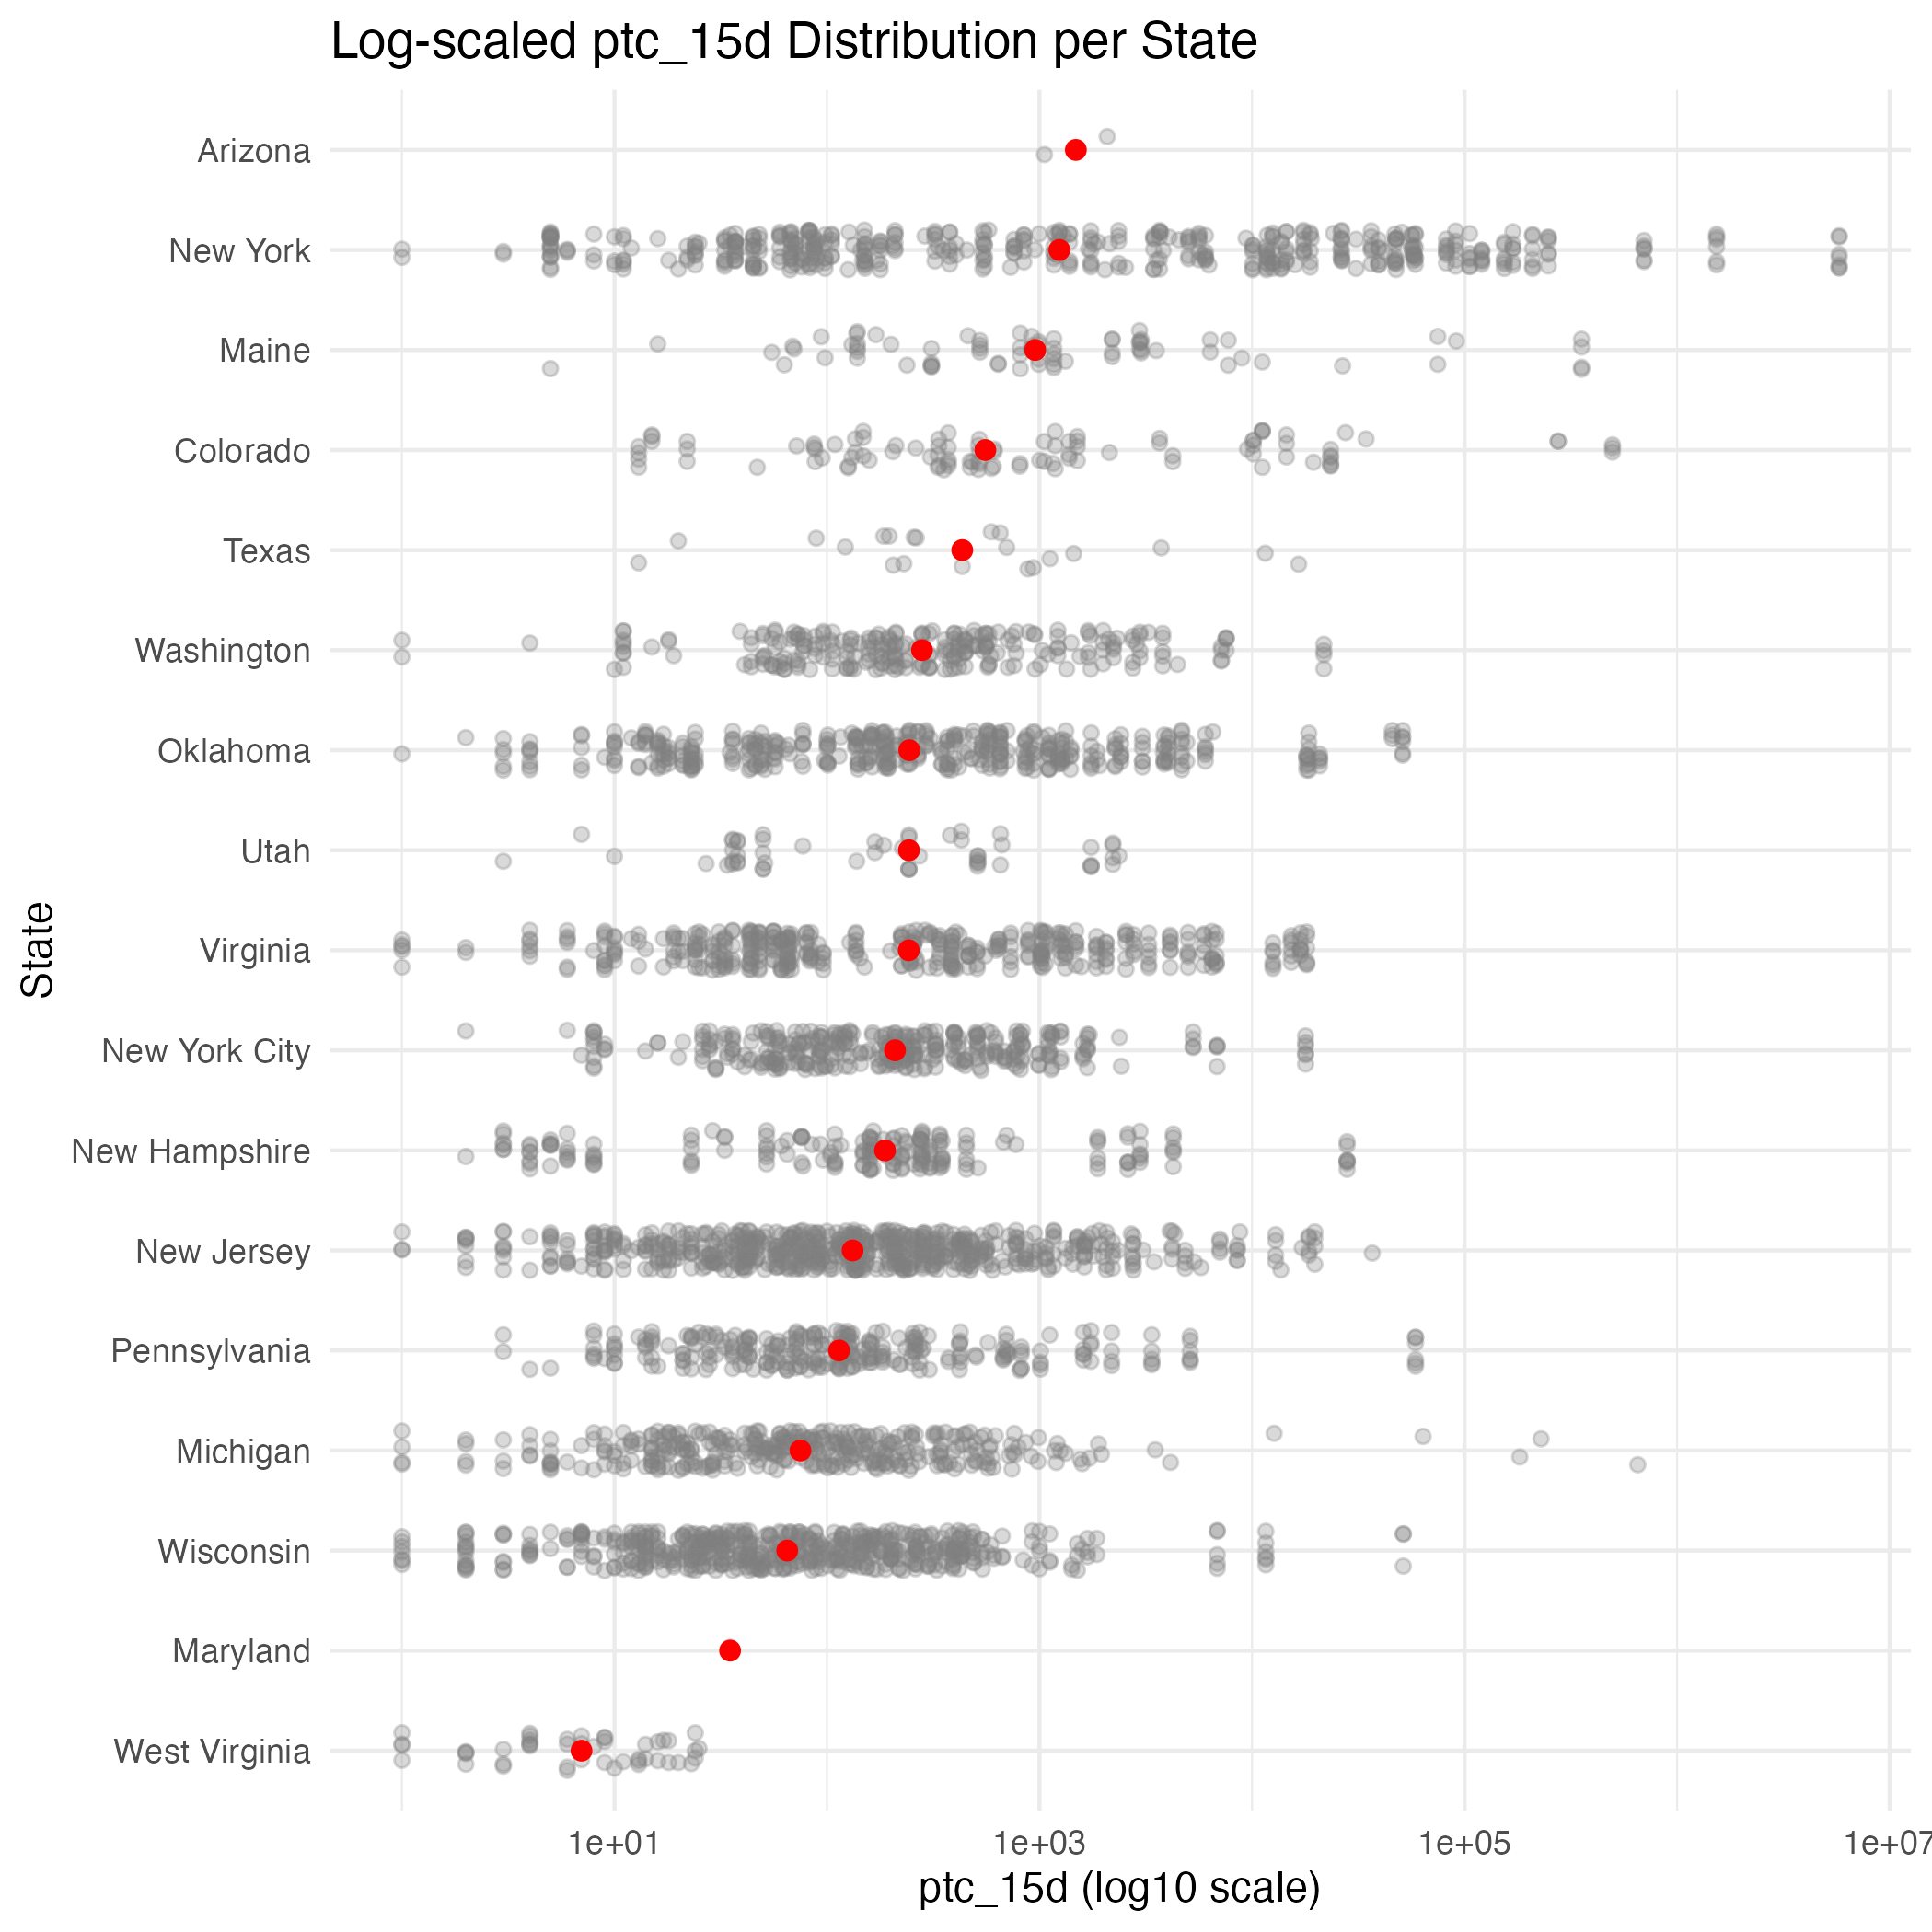 Log-scaled ptc_15d Distribution per State
Arizona
New York
Maine
Colorado
Texas
Washington
Oklahoma
Utah
Virginia
New York City
New Hampshire
New Jersey
Pennsylvania
Michigan
Wisconsin
Maryland
West Virginia
State
1e+01 1e+03 1e+05 1e+07
ptc_15d (log10 scale)